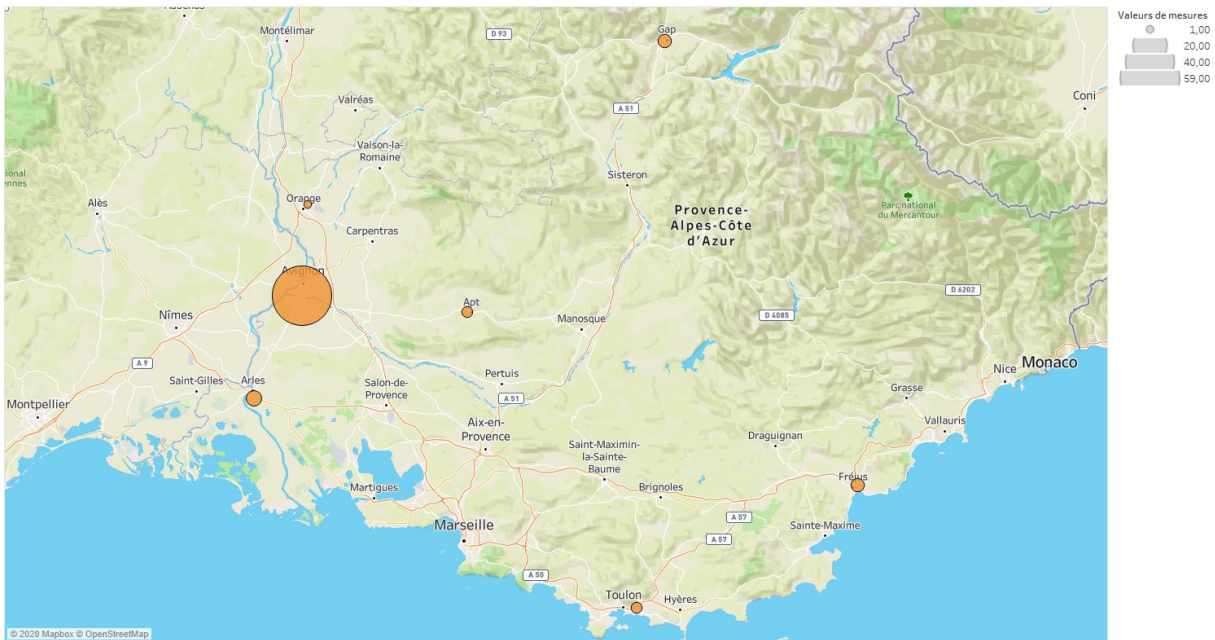 Valeurs de mesures
1,00
20,00
40,00
59,00
Montélimar
D 93
Gap
Valréas
A 51
Coni
Vaison-la-
Romaine
Sisteron
Alès
Orange
Carpentras
Provence-
Alpes-Côte
d'Azur
Parc national
du Mercantour
Avignon
D 6202
Apt
Nîmes
Manosque
D 4085
A 9
Nice
Monaco
Saint-Gilles
Arles
Salon-de-
Provence
Pertuis
A 51
Grasse
Montpellier
Aix-en-
Provence
Vallauris
Saint-Maximin-
la-Sainte-
Baume
Draguignan
Martigues
Brignoles
Fréjus
Marseille
A 57
Sainte-Maxime
A 57
A 50
Toulon
Hyères
© 2020 Mapbox © OpenStreetMap